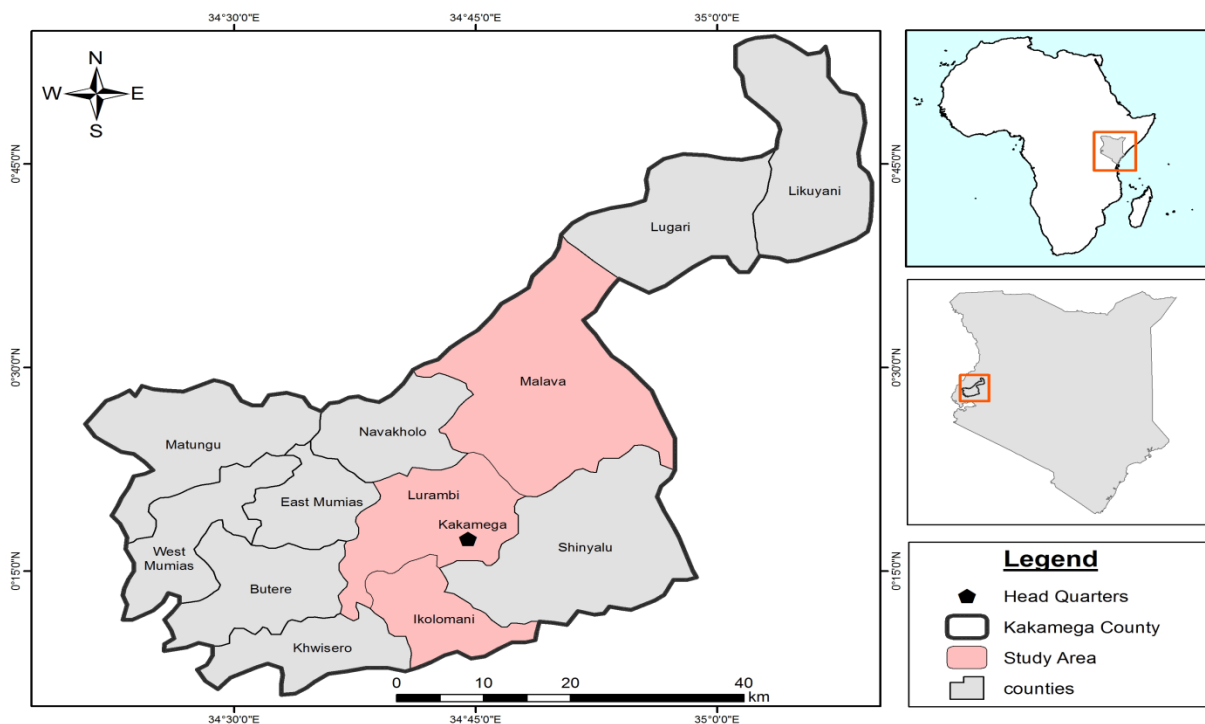 34°30'0"E
34°45'0"E
35°0'0"E
N
W
E
S
0°45'0"N
0°45'0"N
Likuyani
Lugari
0°30'0"N
0°30'0"N
Malava
Navakholo
Matungu
Lurambi
East Mumias
Kakamega
Shinyalu
West
Mumias
0°15'0"N
0°15'0"N
Butere
Ikolomani
Khwisero
0
10
20
40
km
34°30'0"E
34°45'0"E
35°0'0"E
Legend
Head Quarters
Kakamega County
Study Area
counties